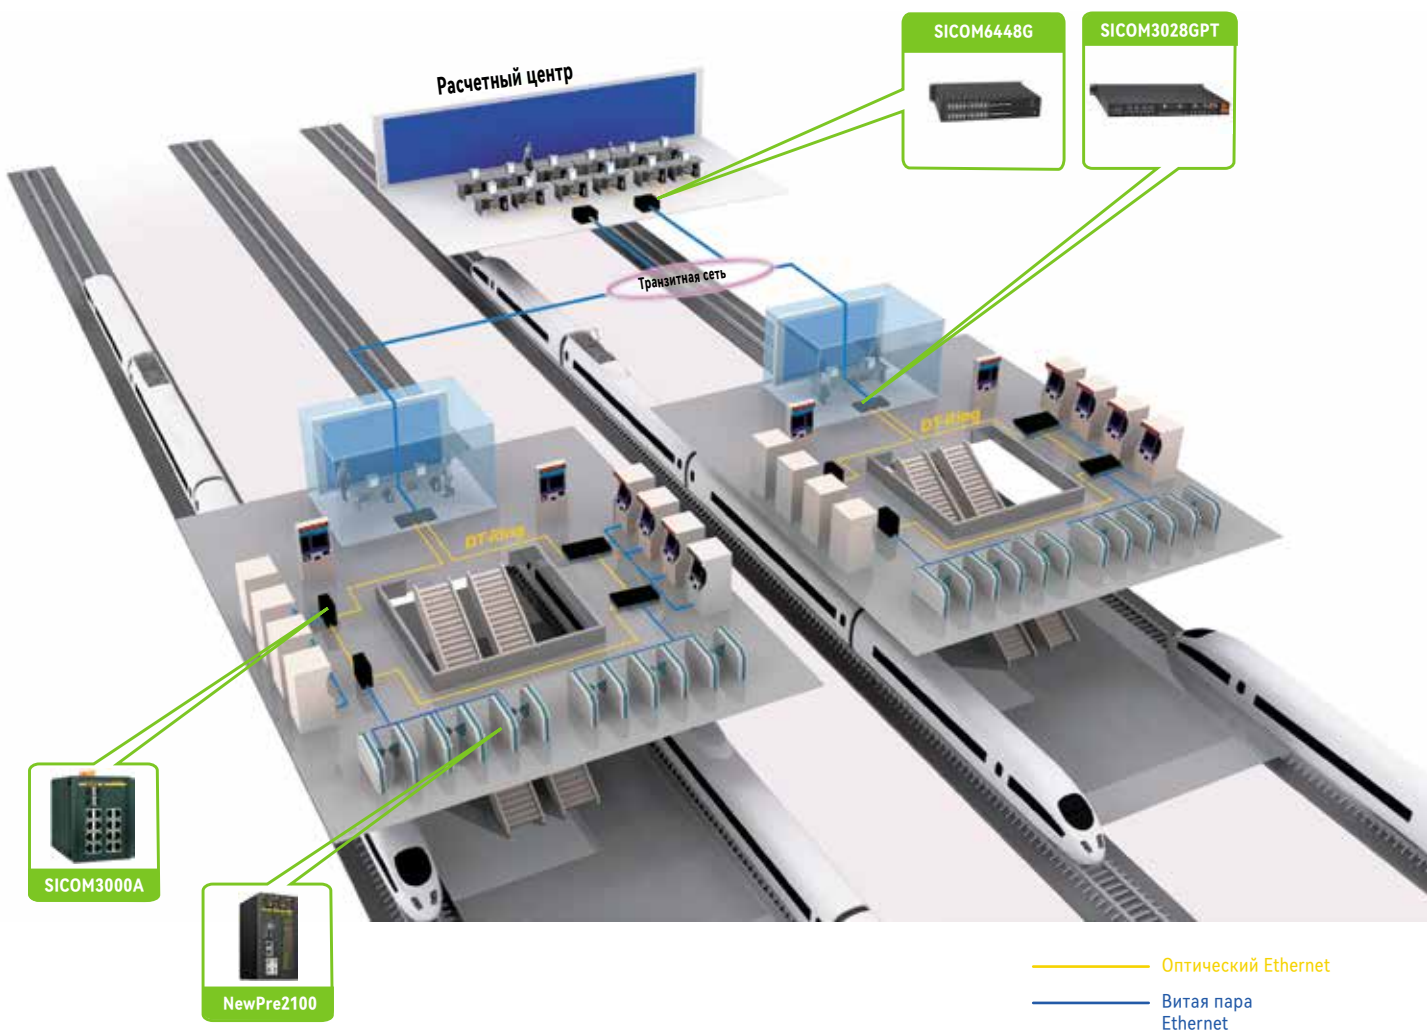 SICOM6448G
SICOM3028GPT
Расчетный центр
Транзитная сеть
DT-Ring
DT-Ring
SICOM3000A
NewPre2100
Оптический Ethernet
Витая пара
Ethernet